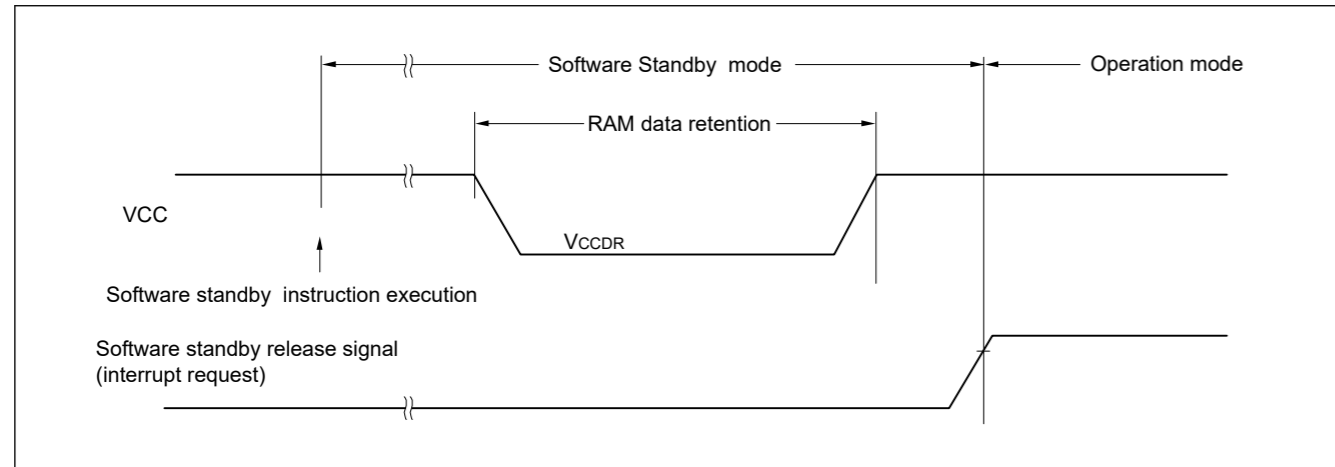 Software Standby mode
Operation mode
RAM data retention
VCC
VCCDR
Software standby instruction execution
Software standby release signal
(interrupt request)